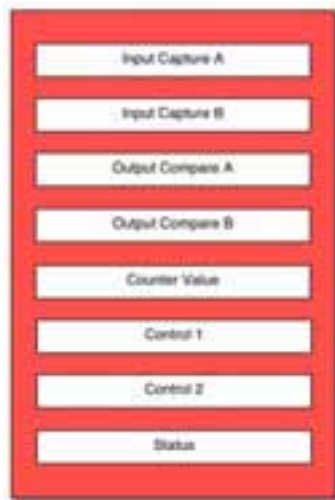 Input Capture A
Input Capture B
Output Compare A
Output Compare B
Counter Value
Control 1
Control 2
Status